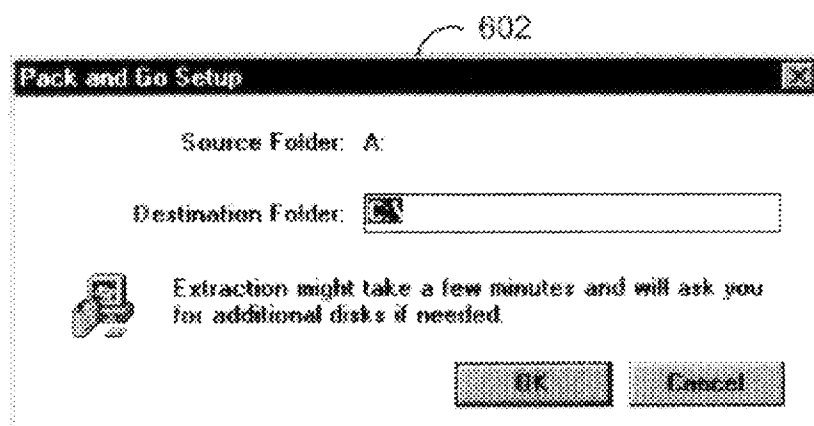 602
Pack and Go Setup
Source Folder: A:
Destination Folder: C:\
Extraction might take a few minutes and will ask you
for additional disks if needed.
OK Cancel